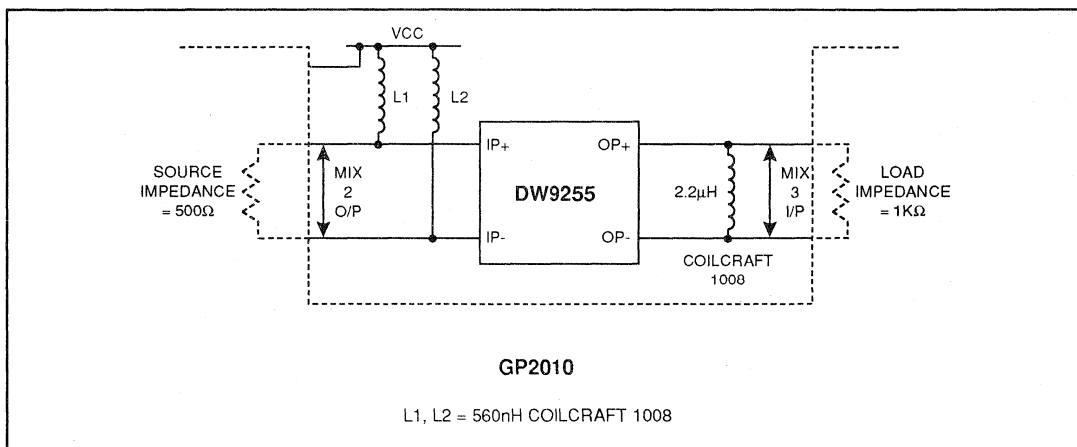 VCC
L1
L2
IP+
OP+
SOURCE
IMPEDANCE
= 500Ω
MIX
2
O/P
DW9255
2.2μH
MIX
3
I/P
LOAD
IMPEDANCE
= 1KΩ
IP-
OP-
COILCRAFT
1008
GP2010
L1, L2 = 560nH COILCRAFT 1008